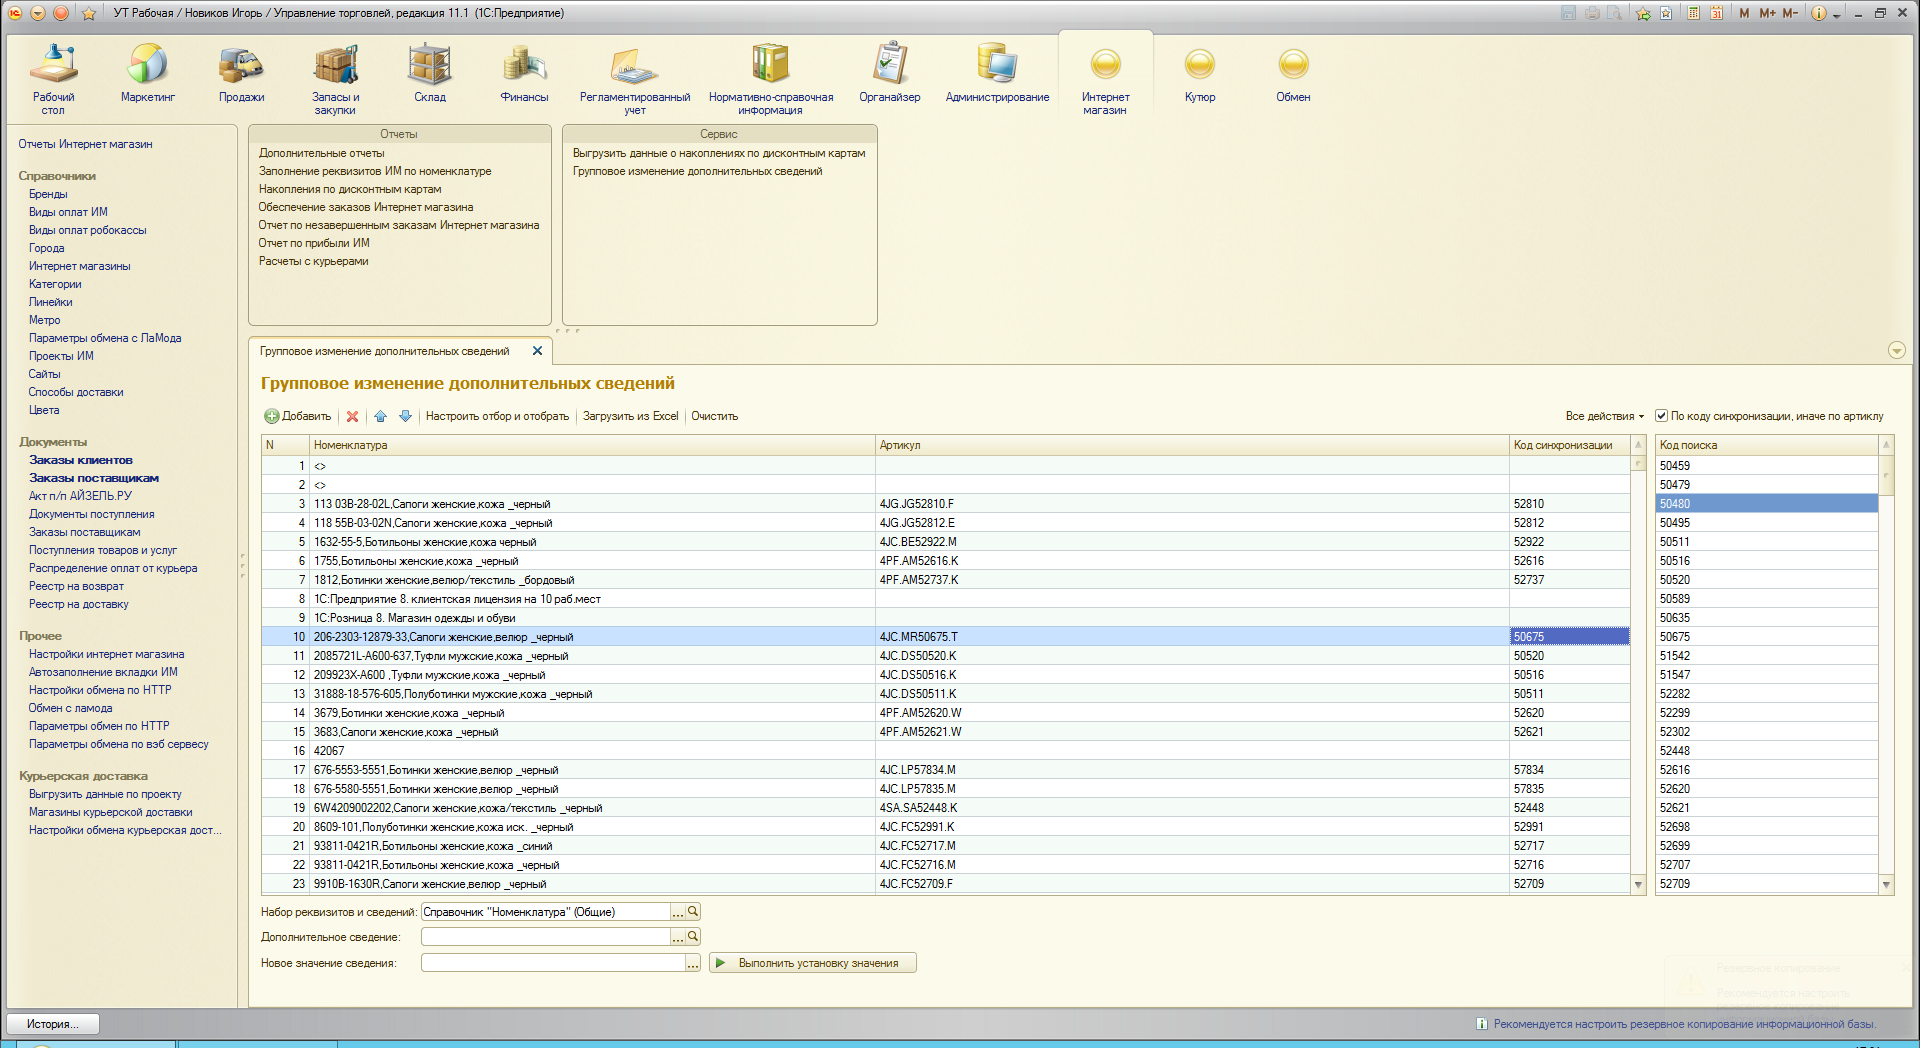 УТ Рабочая / Новиков Игорь / Управление торговлей, редакция 11.1 (1С:Предприятие)
M M+ M-
Рабочий стол
Маркетинг
Продажи
Запасы и закупки
Склад
Финансы
Регламентированный учет
Нормативно-справочная информация
Органайзер
Администрирование
Интернет магазин
Кутюр
Обмен
Отчеты Интернет магазин
Справочники
Бренды
Виды оплат ИМ
Виды оплат робокассы
Города
Интернет магазины
Категории
Линейки
Метро
Параметры обмена с ЛаМода
Проекты ИМ
Сайты
Способы доставки
Цвета
Документы
Заказы клиентов
Заказы поставщикам
Акт п/п АЙЗЕЛЬ.РУ
Документы поступления
Заказы поставщикам
Поступления товаров и услуг
Распределение оплат от курьера
Реестр на возврат
Реестр на доставку
Прочее
Настройки интернет магазина
Автозаполнение вкладки ИМ
Настройки обмена по HTTP
Обмен с ламода
Параметры обмен по HTTP
Параметры обмена по вэб сервесу
Курьерская доставка
Выгрузить данные по проекту
Магазины курьерской доставки
Настройки обмена курьерская дост...
Отчеты
Дополнительные отчеты
Заполнение реквизитов ИМ по номенклатуре
Накопления по дисконтным картам
Обеспечение заказов Интернет магазина
Отчет по незавершенным заказам Интернет магазина
Отчет по прибыли ИМ
Расчеты с курьерами
Сервис
Выгрузить данные о накоплениях по дисконтным картам
Групповое изменение дополнительных сведений
Групповое изменение дополнительных сведений
Групповое изменение дополнительных сведений
Добавить Настроить отбор и отобрать Загрузить из Excel Очистить Все действия По коду синхронизации, иначе по артиклу
N Номенклатура Артикул Код синхронизации Код поиска
1 <> 50459
2 <> 50479
3 113 03В-28-02L,Сапоги женские,кожа _черный 4JG.JG52810.F 52810 50480
4 118 55В-03-02N,Сапоги женские,кожа _черный 4JG.JG52812.E 52812 50495
5 1632-55-5,Ботильоны женские,кожа черный 4JC.BE52922.M 52922 50511
6 1755,Ботильоны женские,кожа _черный 4PF.AM52616.K 52616 50516
7 1812,Ботинки женские,велюр/текстиль _бордовый 4PF.AM52737.K 52737 50520
8 1С:Предприятие 8. клиентская лицензия на 10 раб.мест 50589
9 1С:Розница 8. Магазин одежды и обуви 50635
10 206-2303-12879-33,Сапоги женские,велюр _черный 4JC.MR50675.T 50675 50675
11 2085721L-A600-637,Туфли мужские,кожа _черный 4JC.DS50520.K 50520 51542
12 209923X-A600 ,Туфли мужские,кожа _черный 4JC.DS50516.K 50516 51547
13 31888-18-576-605,Полуботинки мужские,кожа _черный 4JC.DS50511.K 50511 52282
14 3679,Ботинки женские,кожа _черный 4PF.AM52620.W 52620 52299
15 3683,Сапоги женские,кожа _черный 4PF.AM52621.W 52621 52302
16 42067 52448
17 676-5553-5551,Ботинки женские,велюр _черный 4JC.LP57834.M 57834 52616
18 676-5580-5551,Ботинки женские,велюр _черный 4JC.LP57835.M 57835 52620
19 6W4209002202,Сапоги женские,кожа/текстиль _черный 4SA.SA52448.K 52448 52621
20 8609-101,Полуботинки женские,кожа иск. _черный 4JC.FC52991.K 52991 52698
21 93811-0421R,Ботильоны женские,кожа _синий 4JC.FC52717.M 52717 52699
22 93811-0421R,Ботильоны женские,кожа _черный 4JC.FC52716.M 52716 52707
23 9910B-1630R,Сапоги женские,велюр _черный 4JC.FC52709.F 52709 52709
Набор реквизитов и сведений: Справочник "Номенклатура" (Общие)
Дополнительное сведение:
Новое значение сведения: Выполнить установку значения
Резервное копирование
Рекомендуется настроить
История...
Рекомендуется настроить резервное копирование информационной базы.